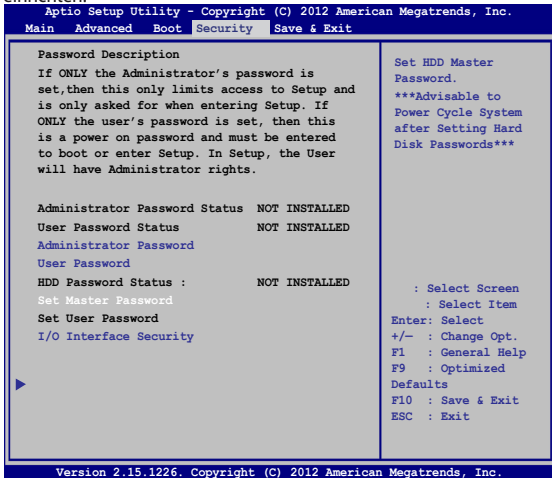 Aptio Setup Utility - Copyright (C) 2012 American Megatrends, Inc.
Main Advanced Boot Security Save & Exit
Password Description
If ONLY the Administrator's password is
set,then this only limits access to Setup and
is only asked for when entering Setup. If
ONLY the user's password is set, then this
is a power on password and must be entered
to boot or enter Setup. In Setup, the User
will have Administrator rights.
Administrator Password Status NOT INSTALLED
User Password Status NOT INSTALLED
Administrator Password
User Password
HDD Password Status : NOT INSTALLED
Set Master Password
Set User Password
I/O Interface Security
Set HDD Master
Password.
***Advisable to
Power Cycle System
after Setting Hard
Disk Passwords***
: Select Screen
: Select Item
Enter: Select
+/— : Change Opt.
F1 : General Help
F9 : Optimized
Defaults
F10 : Save & Exit
ESC : Exit
Version 2.15.1226. Copyright (C) 2012 American Megatrends, Inc.